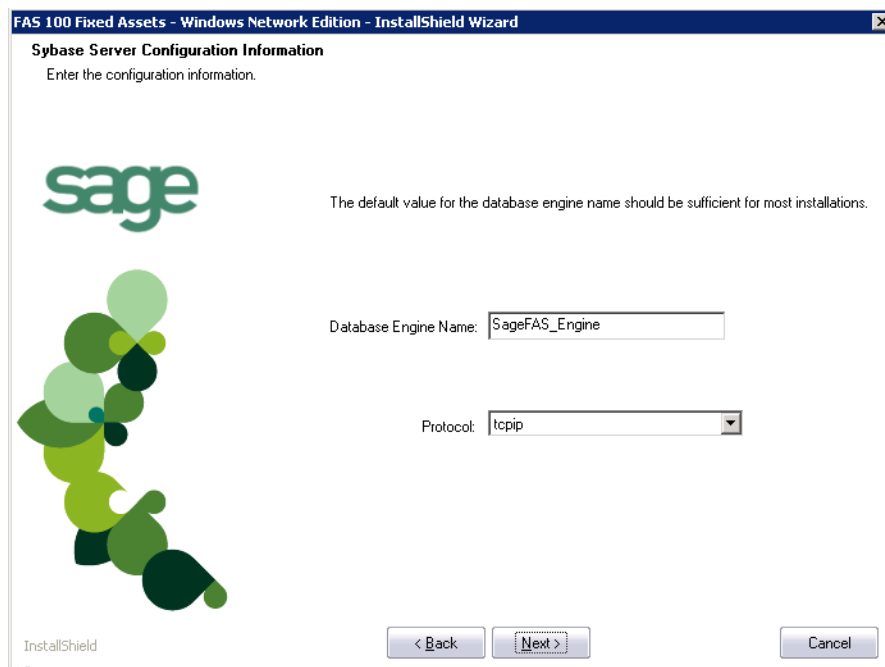 FAS 100 Fixed Assets - Windows Network Edition - InstallShield Wizard
Sybase Server Configuration Information
Enter the configuration information.
sage
The default value for the database engine name should be sufficient for most installations.
Database Engine Name: SageFAS_Engine
Protocol: tcpip
InstallShield
< Back Next > Cancel